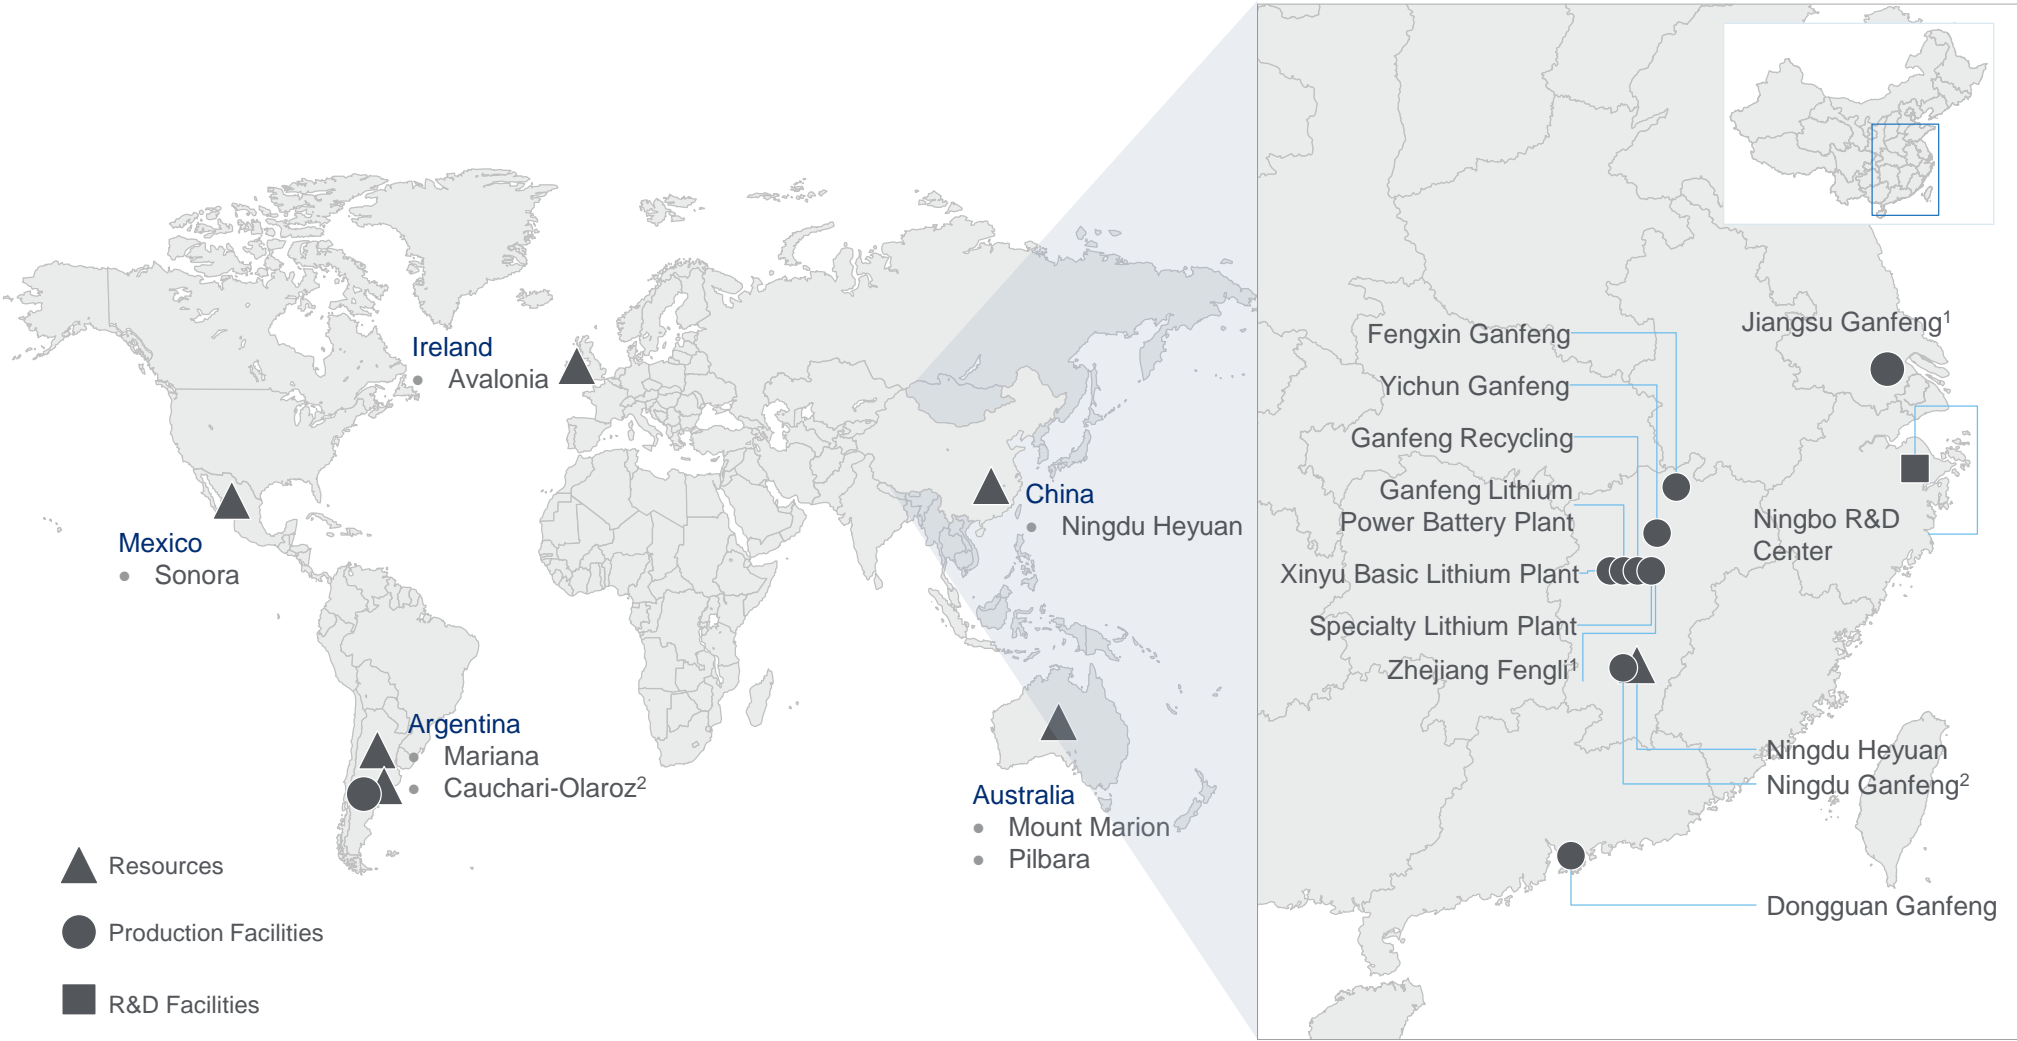 Ireland
• Avalonia
Mexico
• Sonora
China
• Ningdu Heyuan
Argentina
• Mariana
• Cauchari-Olaroz²
Australia
• Mount Marion
• Pilbara
Resources
Production Facilities
R&D Facilities
Fengxin Ganfeng
Yichun Ganfeng
Ganfeng Recycling
Ganfeng Lithium
Power Battery Plant
Xinyu Basic Lithium Plant
Specialty Lithium Plant
Zhejiang Fengli¹
Jiangsu Ganfeng¹
Ningbo R&D
Center
Ningdu Heyuan
Ningdu Ganfeng²
Dongguan Ganfeng